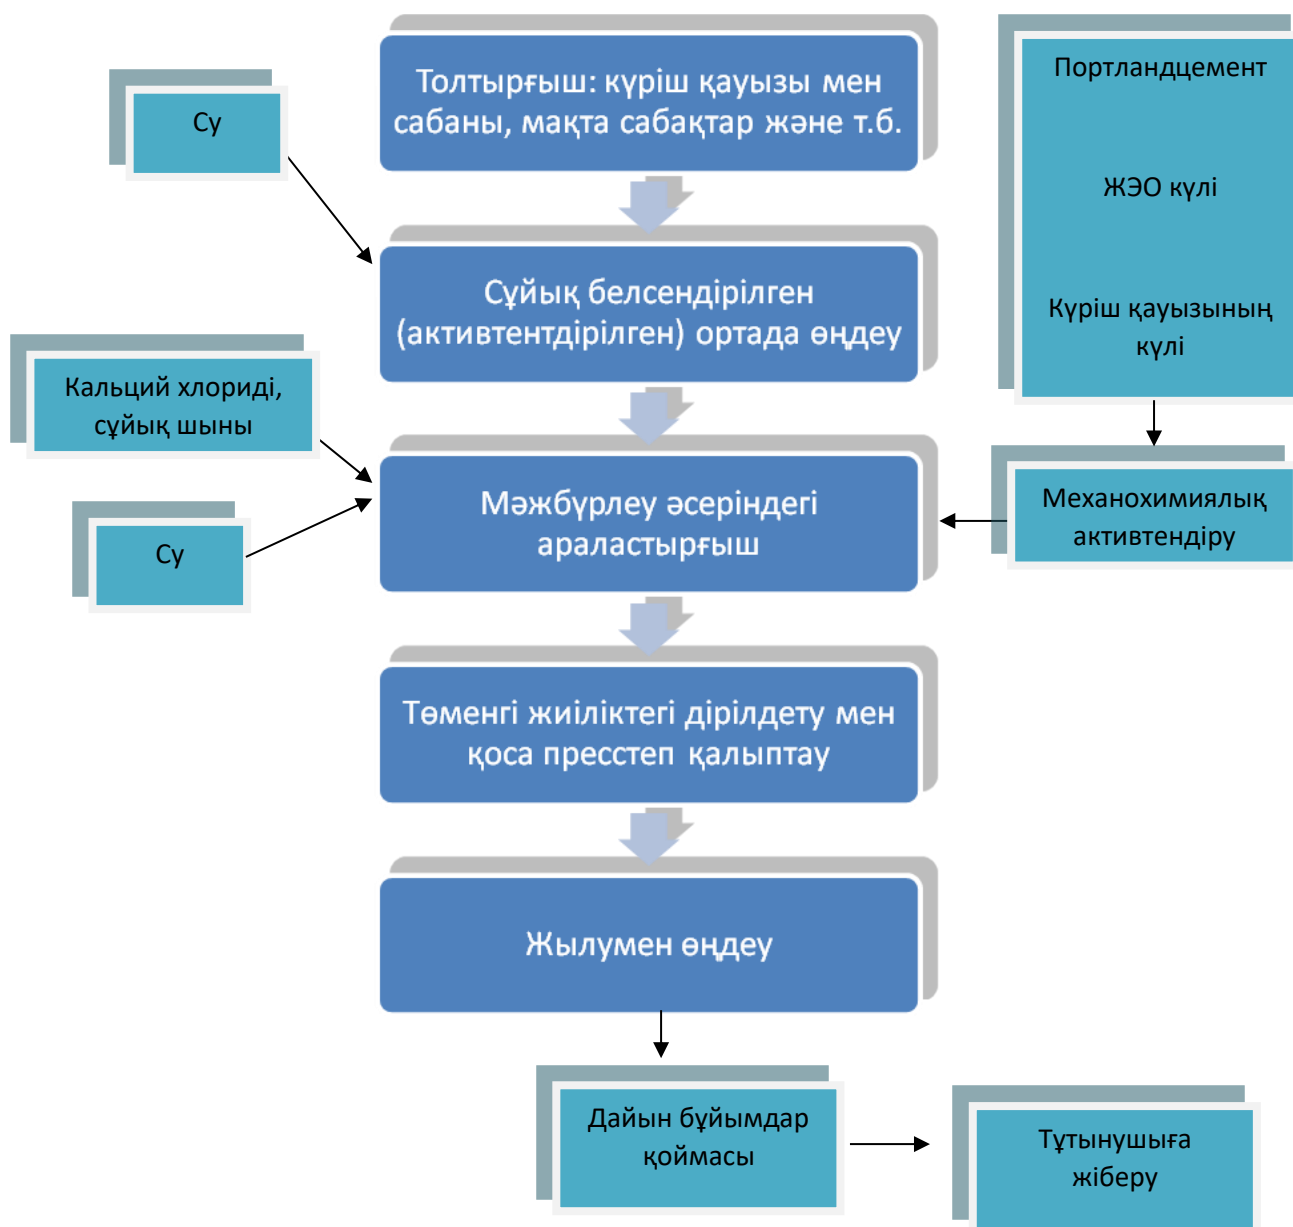 Толтырғыш: күріш қауызы мен
сабаны, мақта сабақтар және т.б.
Портландцемент
Су
ЖЭО күлі
Сұйық белсендірілген
(активтентдірілген) ортада өңдеу
Күріш қауызының
күлі
Кальций хлориді,
сұйық шыны
Мәжбүрлеу әсеріндегі
араластырғыш
Механохимиялық
активтендіру
Су
Төменгі жиіліктегі дірілдету мен
қоса пресстеп қалыптау
Жылумен өңдеу
Дайын бұйымдар
қоймасы
Тұтынушыға
жіберу